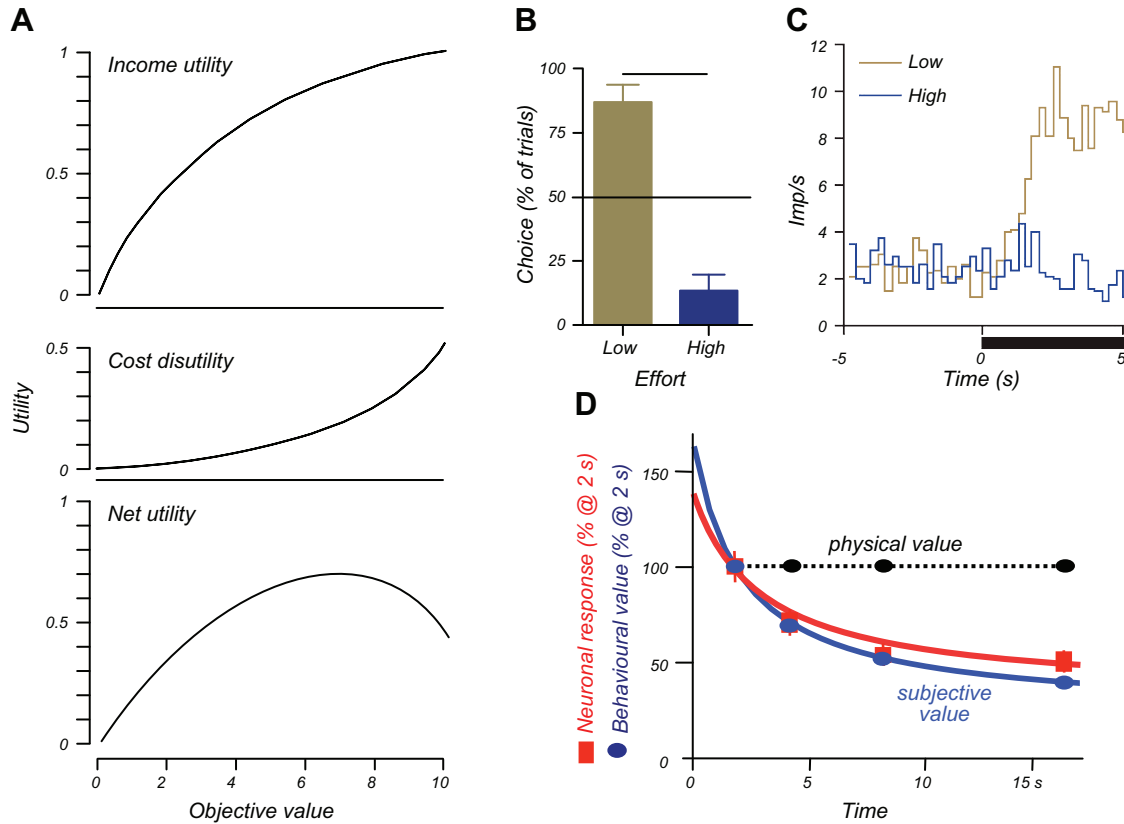 A
Income utility
1
0.5
0
Cost disutility
0.5
0
Utility
Net utility
1
0.5
0
0 2 4 6 8 10
Objective value
B
Choice (% of trials)
100
75
50
25
0
Low High
Effort
C
Imp/s
12
10
8
6
4
2
0
Low
High
-5 0 5
Time (s)
D
Neuronal response (% @ 2 s)
Behavioural value (% @ 2 s)
150
100
50
0
physical value
subjective
value
0 5 10 15 s
Time